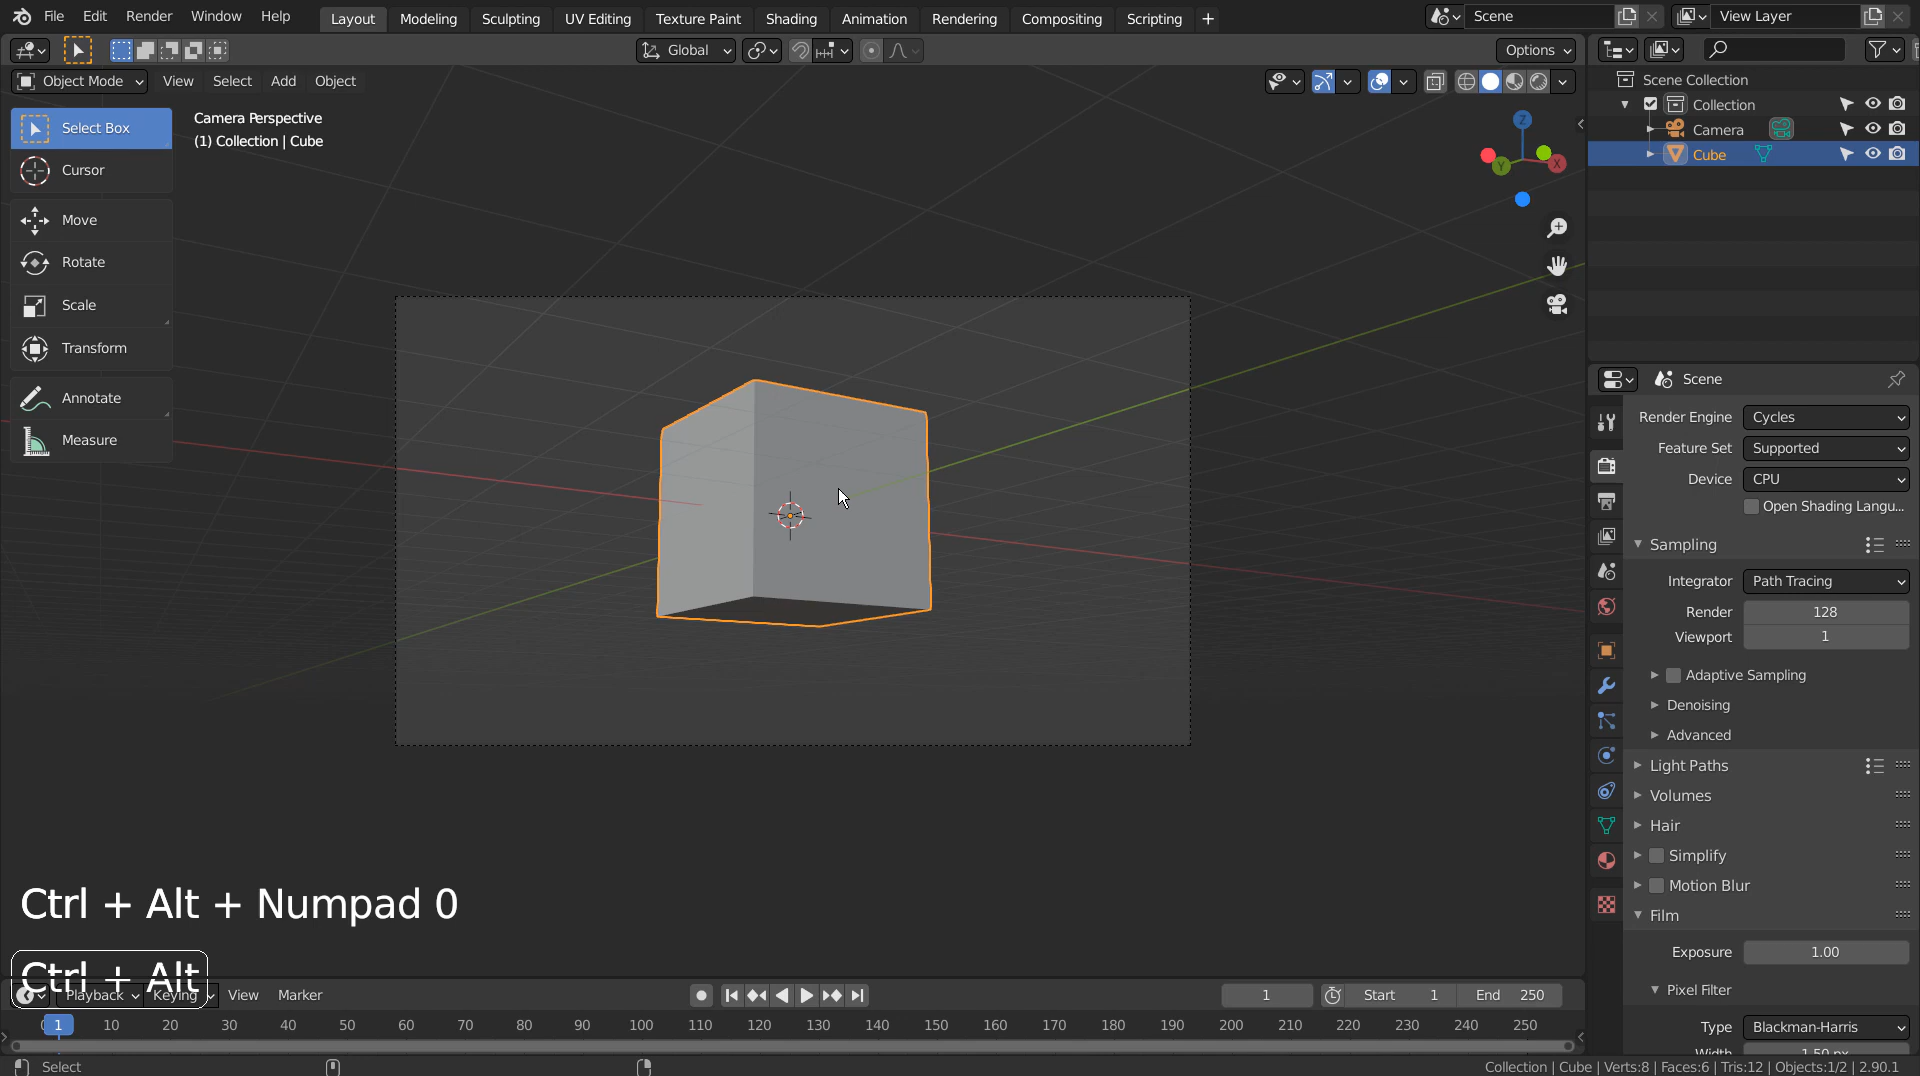 File Edit Render Window Help Layout Modeling Sculpting UV Editing Texture Paint Shading Animation Rendering Compositing Scripting + Scene View Layer
Global Options
Object Mode View Select Add Object
Scene Collection
Collection
Camera
Cube
Select Box
Cursor
Move
Rotate
Scale
Transform
Annotate
Measure
Camera Perspective
(1) Collection | Cube
Z
X
Y
Scene
Render Engine Cycles
Feature Set Supported
Device CPU
Open Shading Langu...
Sampling
Integrator Path Tracing
Render 128
Viewport 1
Adaptive Sampling
Denoising
Advanced
Light Paths
Volumes
Hair
Simplify
Motion Blur
Film
Exposure 1.00
Pixel Filter
Type Blackman-Harris
Width 1.50 px
Ctrl + Alt + Numpad 0
Ctrl + Alt
Playback Keying View Marker 1 Start 1 End 250
1 10 20 30 40 50 60 70 80 90 100 110 120 130 140 150 160 170 180 190 200 210 220 230 240 250
Select
Collection | Cube | Verts:8 | Faces:6 | Tris:12 | Objects:1/2 | 2.90.1